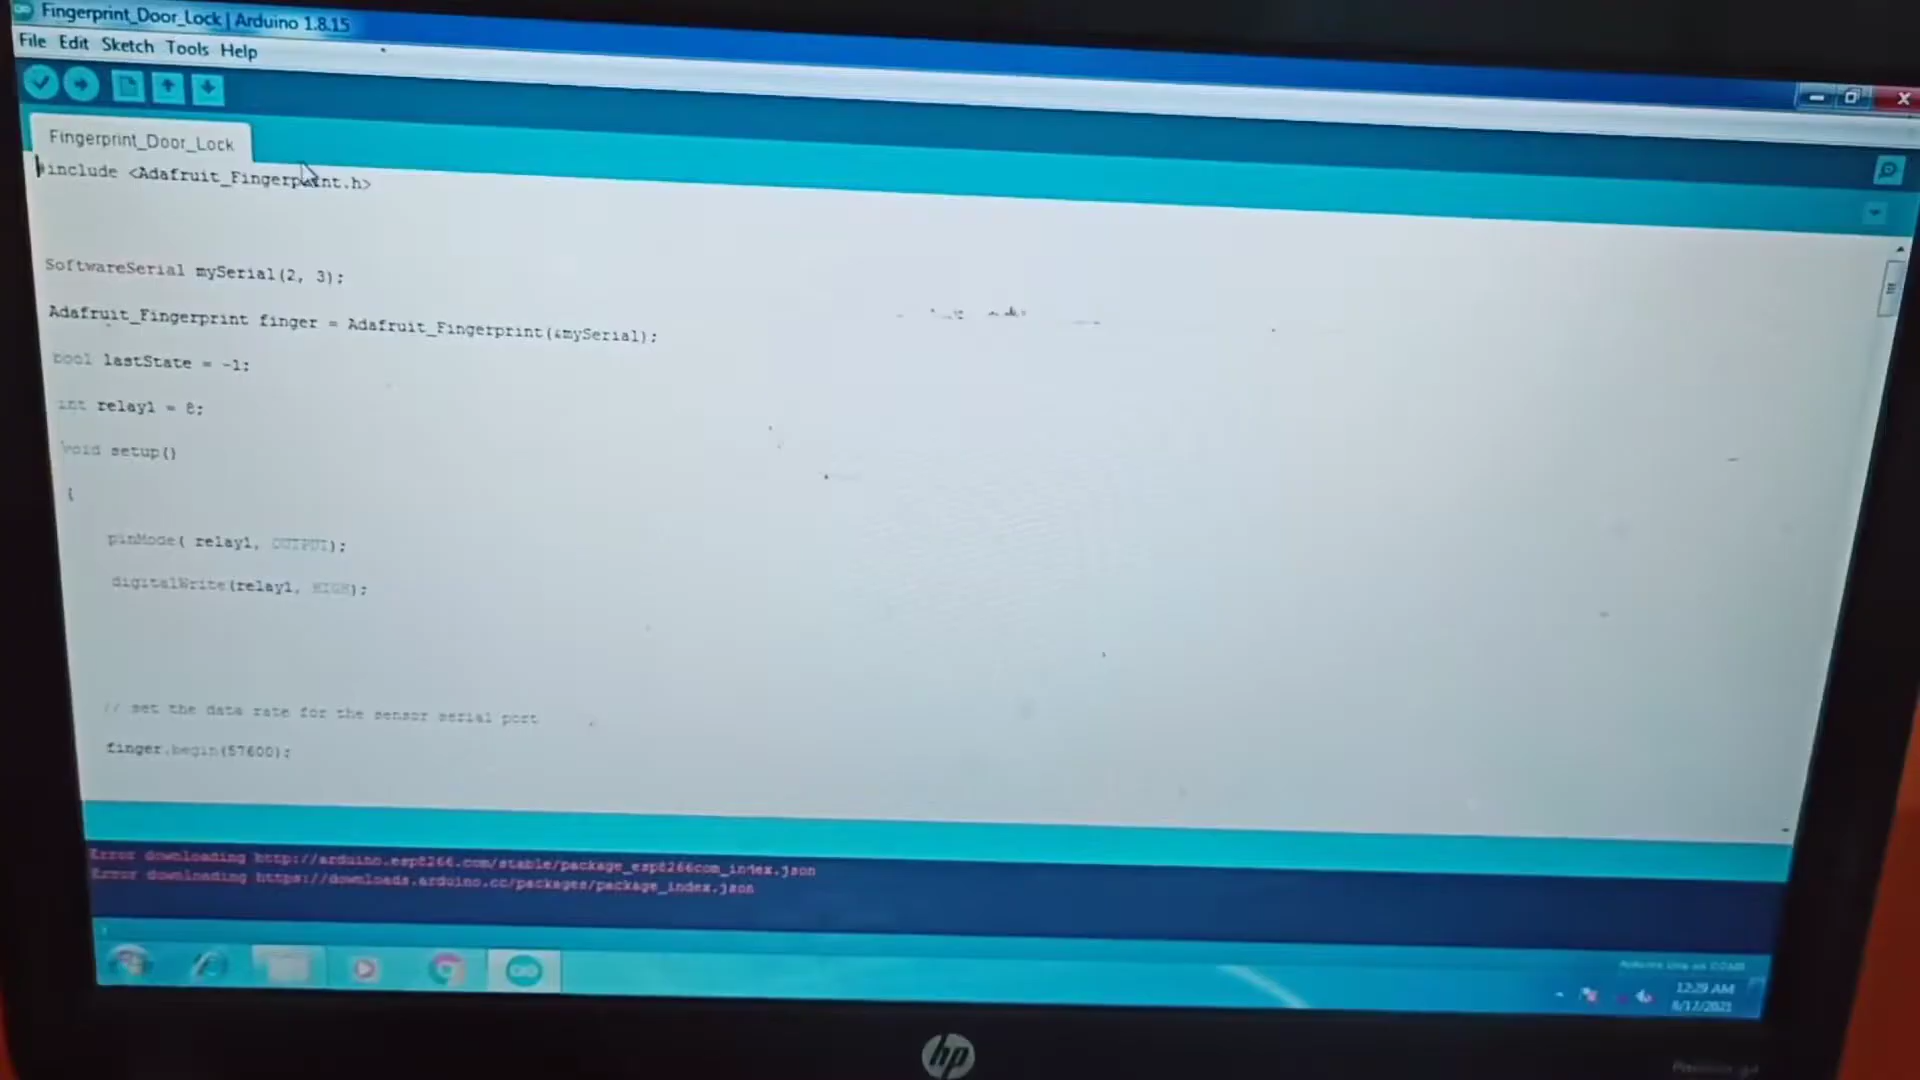 Fingerprint_Door_Lock | Arduino 1.8.15
File Edit Sketch Tools Help
Fingerprint_Door_Lock
#include <Adafruit_Fingerprint.h>
SoftwareSerial mySerial(2, 3);
Adafruit_Fingerprint finger = Adafruit_Fingerprint(&mySerial);
bool lastState = -1;
int relay1 = 8;
void setup()
{
pinMode( relay1, OUTPUT);
digitalWrite(relay1, HIGH);
// set the data rate for the sensor serial port
finger.begin(57600);
Error downloading http://arduino.esp8266.com/stable/package_esp8266com_index.json
Error downloading https://downloads.arduino.cc/packages/package_index.json
12:29 AM
8/17/2021
hp